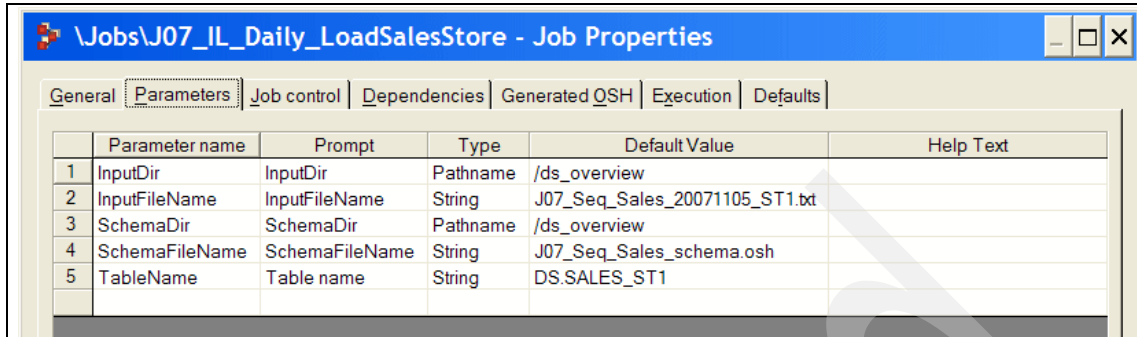 \Jobs\J07_IL_Daily_LoadSalesStore - Job Properties
General Parameters Job control Dependencies Generated OSH Execution Defaults
Parameter name Prompt Type Default Value Help Text
1 InputDir InputDir Pathname /ds_overview
2 InputFileName InputFileName String J07_Seq_Sales_20071105_ST1.txt
3 SchemaDir SchemaDir Pathname /ds_overview
4 SchemaFileName SchemaFileName String J07_Seq_Sales_schema.osh
5 TableName Table name String DS.SALES_ST1